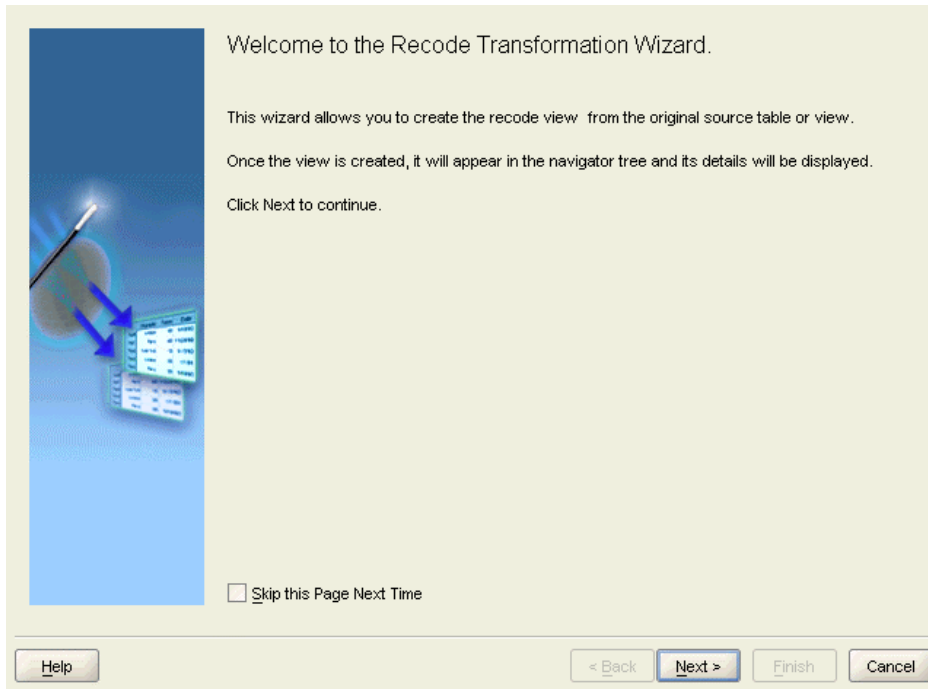 Welcome to the Recode Transformation Wizard.
This wizard allows you to create the recode view from the original source table or view.
Once the view is created, it will appear in the navigator tree and its details will be displayed.
Click Next to continue.
Skip this Page Next Time
Help
< Back
Next >
Finish
Cancel